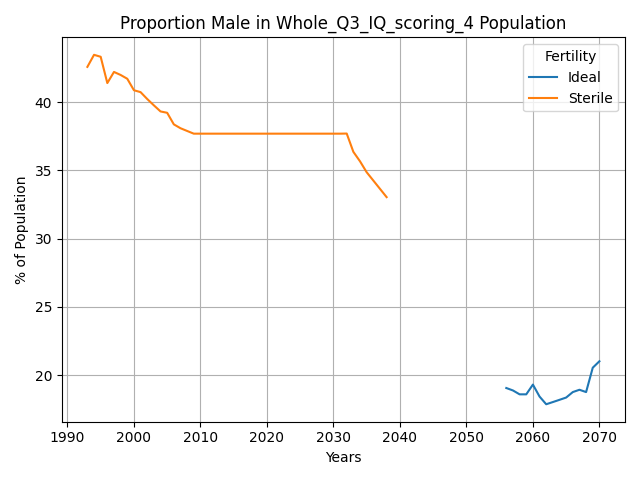 Proportion Male in Whole_Q3_IQ_scoring_4 Population
Fertility
Ideal
Sterile
% of Population
40
35
30
25
20
1990 2000 2010 2020 2030 2040 2050 2060 2070
Years